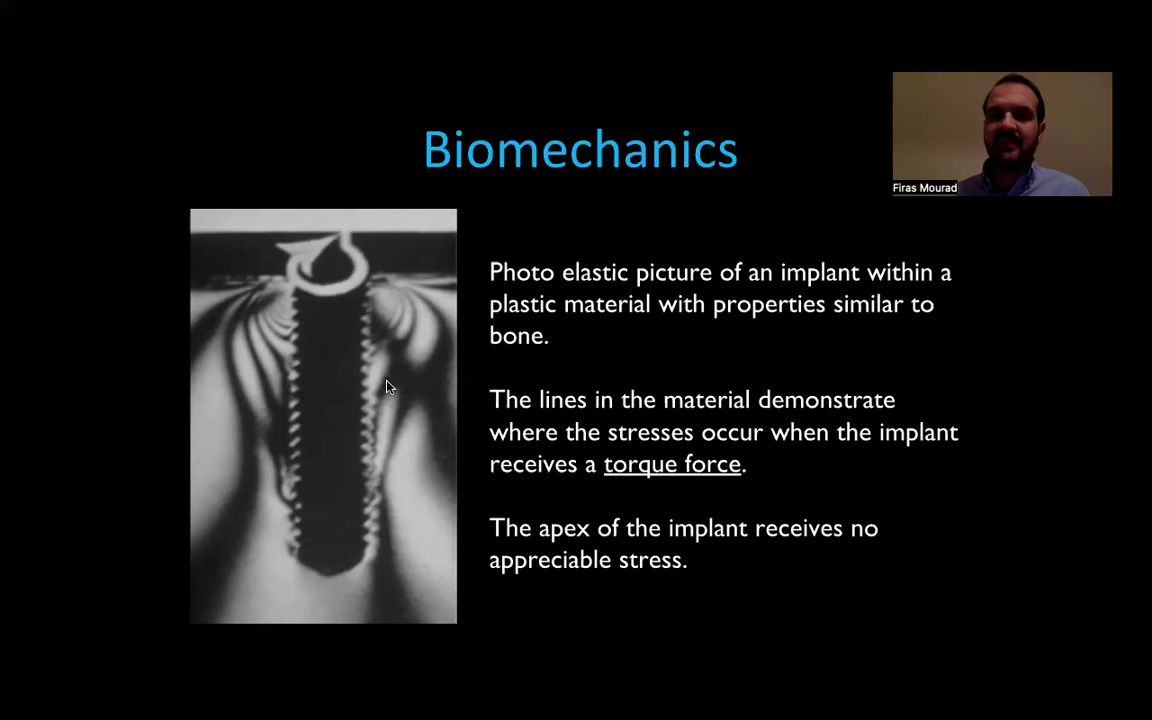 Biomechanics
Firas Mourad
Photo elastic picture of an implant within a
plastic material with properties similar to
bone.
The lines in the material demonstrate
where the stresses occur when the implant
receives a torque force.
The apex of the implant receives no
appreciable stress.